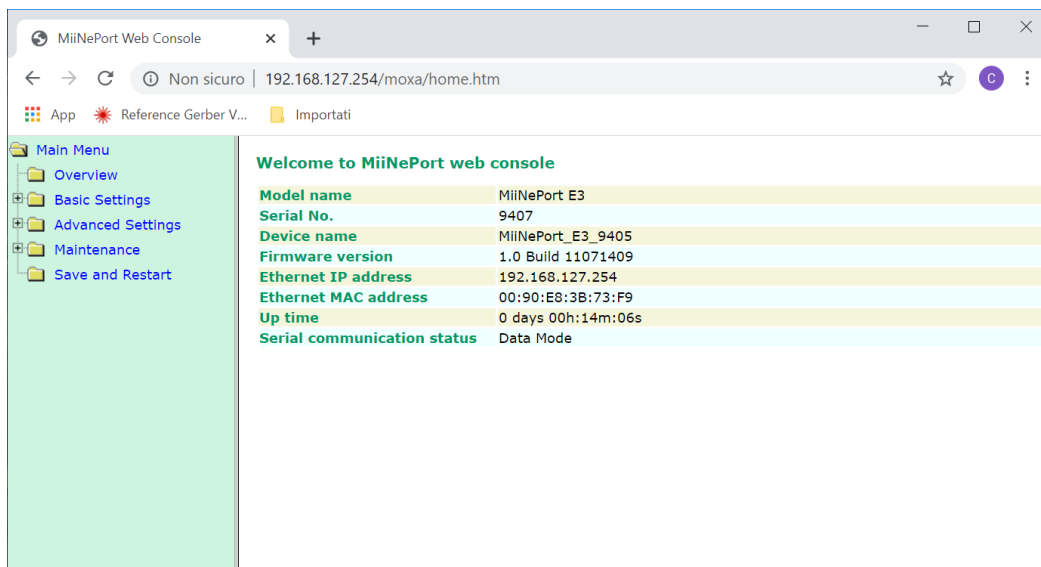 MiiNePort Web Console
Non sicuro | 192.168.127.254/moxa/home.htm
C
App Reference Gerber V... Importati
Main Menu
Overview
Basic Settings
Advanced Settings
Maintenance
Save and Restart
Welcome to MiiNePort web console
Model name MiiNePort E3
Serial No. 9407
Device name MiiNePort_E3_9405
Firmware version 1.0 Build 11071409
Ethernet IP address 192.168.127.254
Ethernet MAC address 00:90:E8:3B:73:F9
Up time 0 days 00h:14m:06s
Serial communication status Data Mode